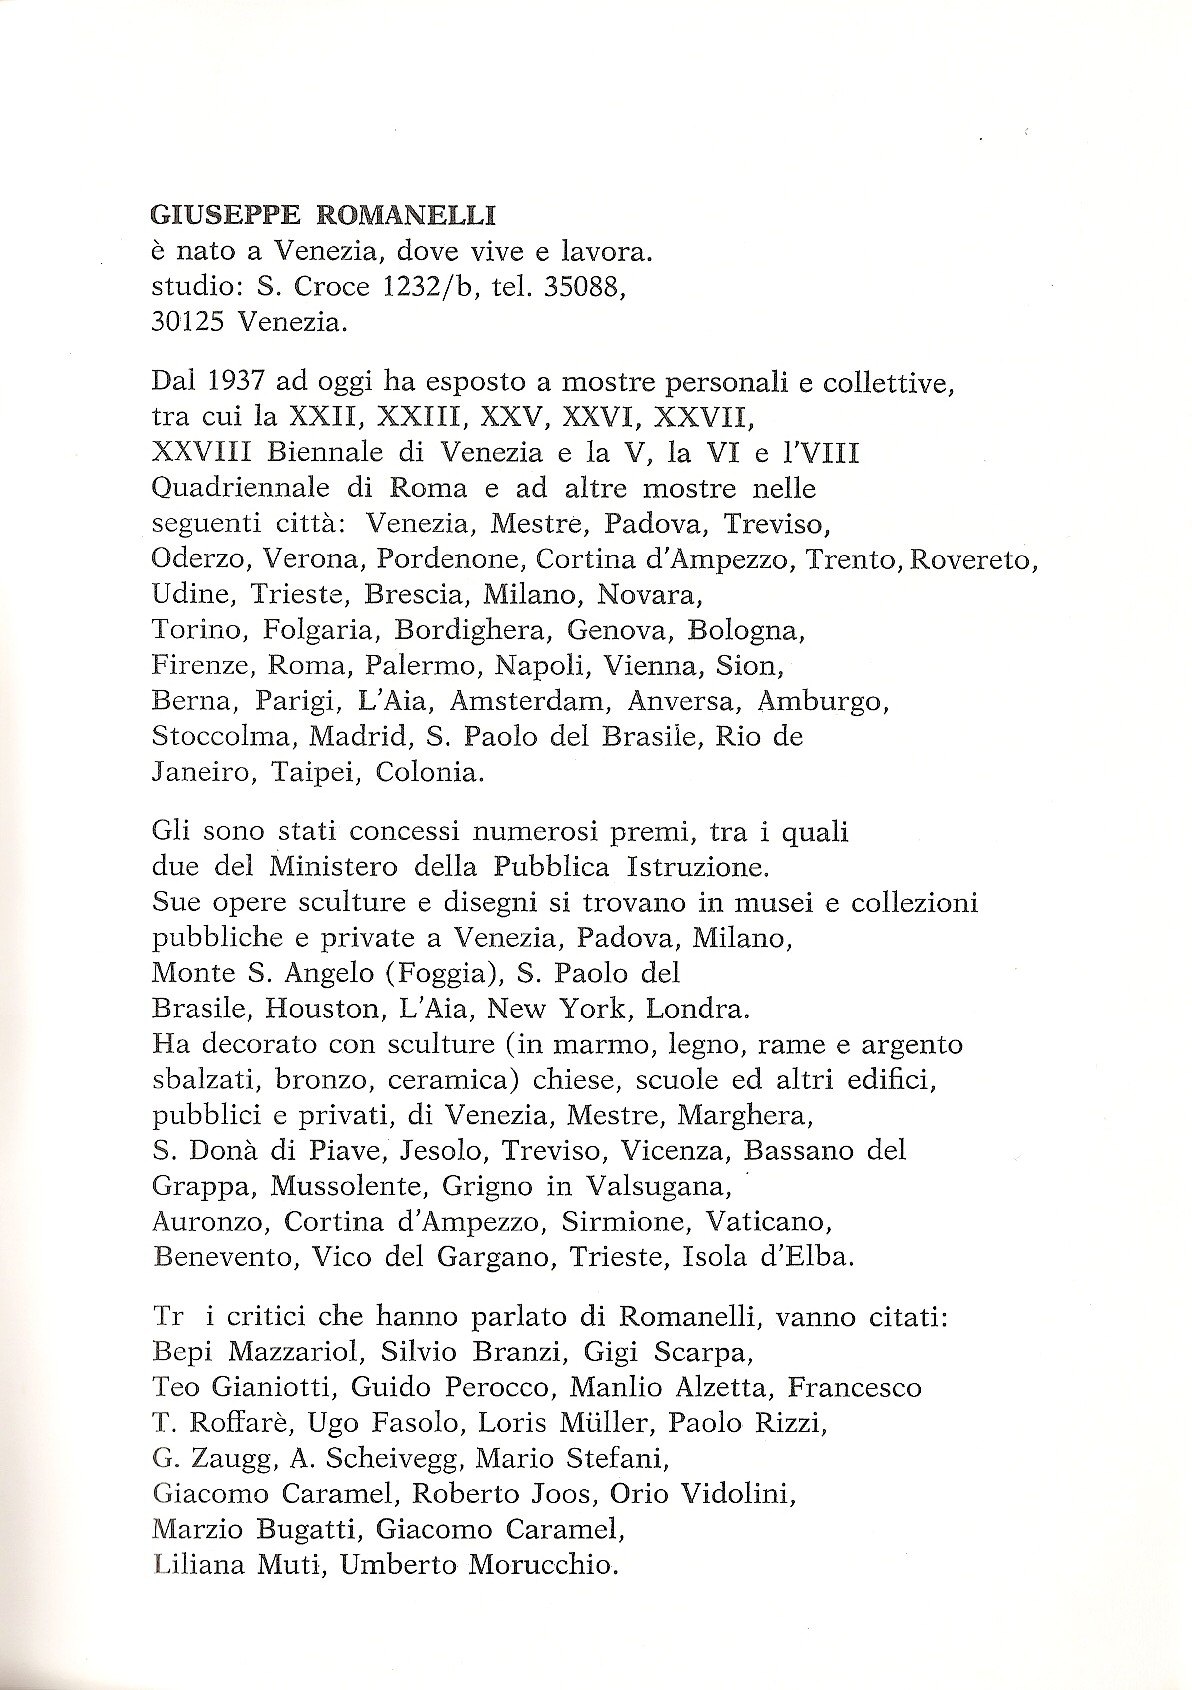 GIUSEPPE ROMANELLI
è nato a Venezia, dove vive e lavora.
studio: S. Croce 1232/b, tel. 35088,
30125 Venezia.
Dal 1937 ad oggi ha esposto a mostre personali e collettive,
tra cui la XXII, XXIII, XXV, XXVI, XXVII,
XXVIII Biennale di Venezia e la V, la VI e l'VIII
Quadriennale di Roma e ad altre mostre nelle
seguenti città: Venezia, Mestre, Padova, Treviso,
Oderzo, Verona, Pordenone, Cortina d'Ampezzo, Trento, Rovereto,
Udine, Trieste, Brescia, Milano, Novara,
Torino, Folgaria, Bordighera, Genova, Bologna,
Firenze, Roma, Palermo, Napoli, Vienna, Sion,
Berna, Parigi, L'Aia, Amsterdam, Anversa, Amburgo,
Stoccolma, Madrid, S. Paolo del Brasile, Rio de
Janeiro, Taipei, Colonia.
Gli sono stati concessi numerosi premi, tra i quali
due del Ministero della Pubblica Istruzione.
Sue opere sculture e disegni si trovano in musei e collezioni
pubbliche e private a Venezia, Padova, Milano,
Monte S. Angelo (Foggia), S. Paolo del
Brasile, Houston, L'Aia, New York, Londra.
Ha decorato con sculture (in marmo, legno, rame e argento
sbalzati, bronzo, ceramica) chiese, scuole ed altri edifici,
pubblici e privati, di Venezia, Mestre, Marghera,
S. Donà di Piave, Jesolo, Treviso, Vicenza, Bassano del
Grappa, Mussolente, Grigno in Valsugana,
Auronzo, Cortina d'Ampezzo, Sirmione, Vaticano,
Benevento, Vico del Gargano, Trieste, Isola d'Elba.
Tr i critici che hanno parlato di Romanelli, vanno citati:
Bepi Mazzariol, Silvio Branzi, Gigi Scarpa,
Teo Gianiotti, Guido Perocco, Manlio Alzetta, Francesco
T. Roffarè, Ugo Fasolo, Loris Müller, Paolo Rizzi,
G. Zaugg, A. Scheivegg, Mario Stefani,
Giacomo Caramel, Roberto Joos, Orio Vidolini,
Marzio Bugatti, Giacomo Caramel,
Liliana Muti, Umberto Morucchio.